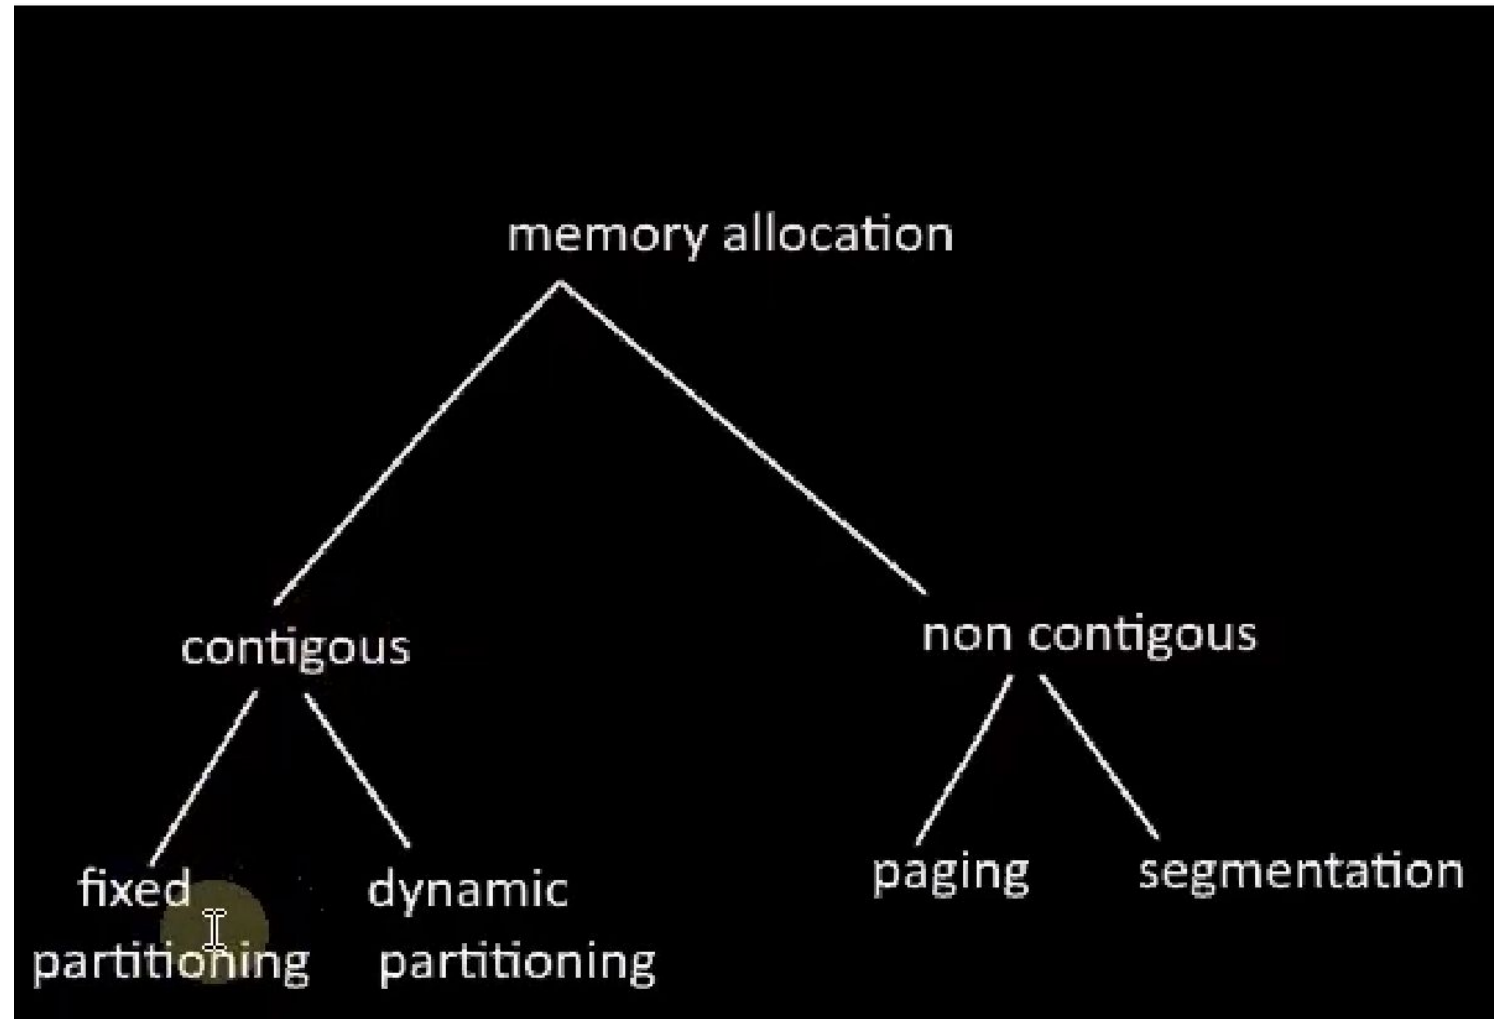 memory allocation
contigous
non contigous
fixed
partitioning
dynamic
partitioning
paging
segmentation